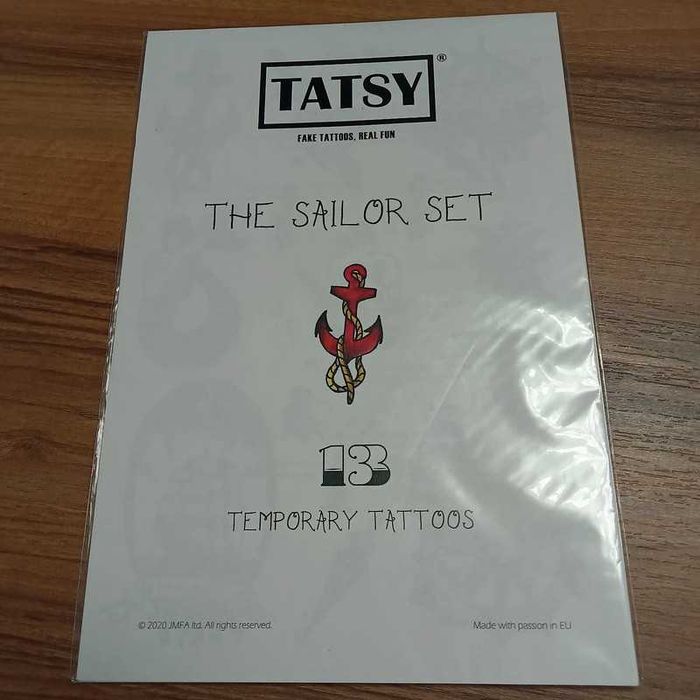 TATSY®
FAKE TATTOOS, REAL FUN
THE SAILOR SET
13
TEMPORARY TATTOOS
© 2020 JMFA ltd. All rights reserved.
Made with passion in EU